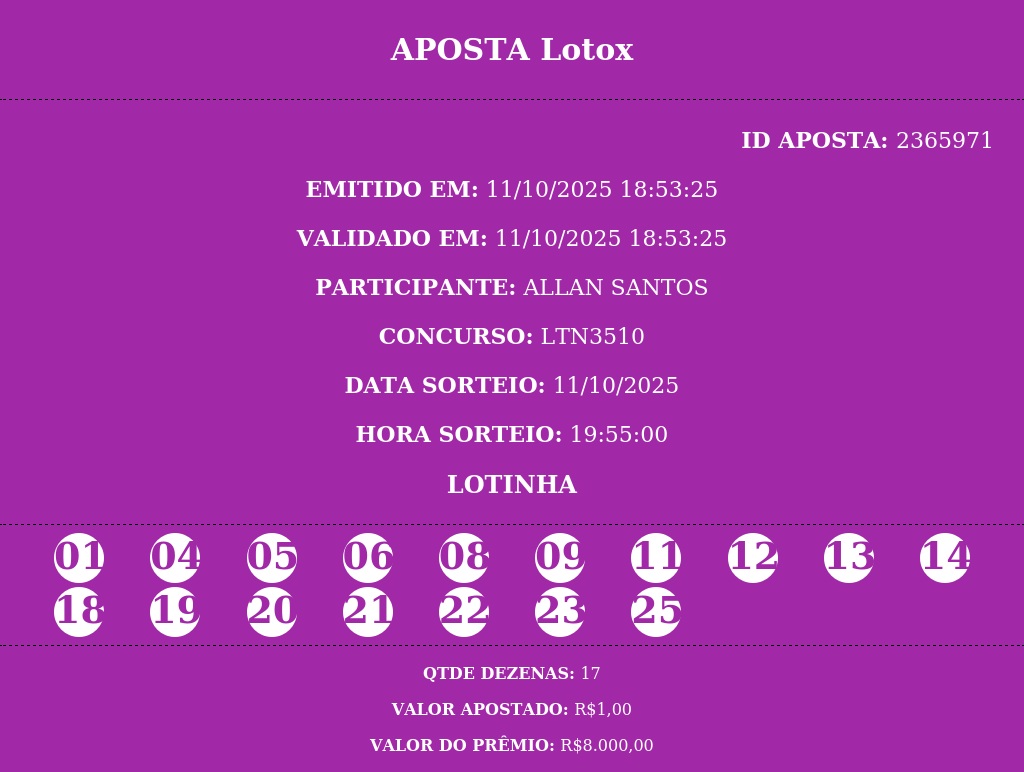 APOSTA Lotox
ID APOSTA: 2365971
EMITIDO EM: 11/10/2025 18:53:25
VALIDADO EM: 11/10/2025 18:53:25
PARTICIPANTE: ALLAN SANTOS
CONCURSO: LTN3510
DATA SORTEIO: 11/10/2025
HORA SORTEIO: 19:55:00
LOTINHA
01 04 05 06 08 09 11 12 13 14
18 19 20 21 22 23 25
QTDE DEZENAS: 17
VALOR APOSTADO: R$1,00
VALOR DO PRÊMIO: R$8.000,00